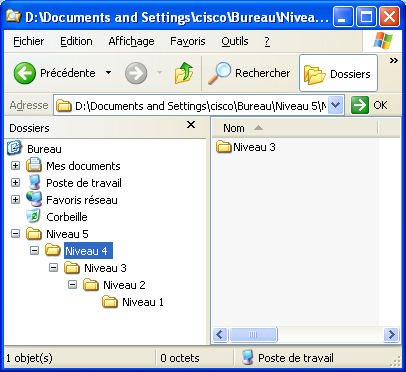 D:\Documents and Settings\cisco\Bureau\Nivea...
Fichier Edition Affichage Favoris Outils ? »
Précédente Rechercher Dossiers »
Adresse D:\Documents and Settings\cisco\Bureau\Niveau 5\N OK
Dossiers
Nom
Bureau
Mes documents
Poste de travail
Favoris réseau
Corbeille
Niveau 5
Niveau 4
Niveau 3
Niveau 2
Niveau 1
Niveau 3
1 objet(s) 0 octets Poste de travail